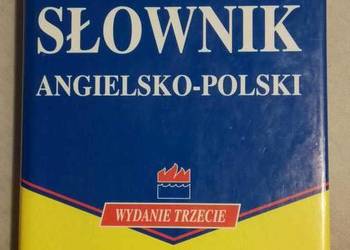 SŁOWNIK
ANGIELSKO-POLSKI
WYDANIE TRZECIE